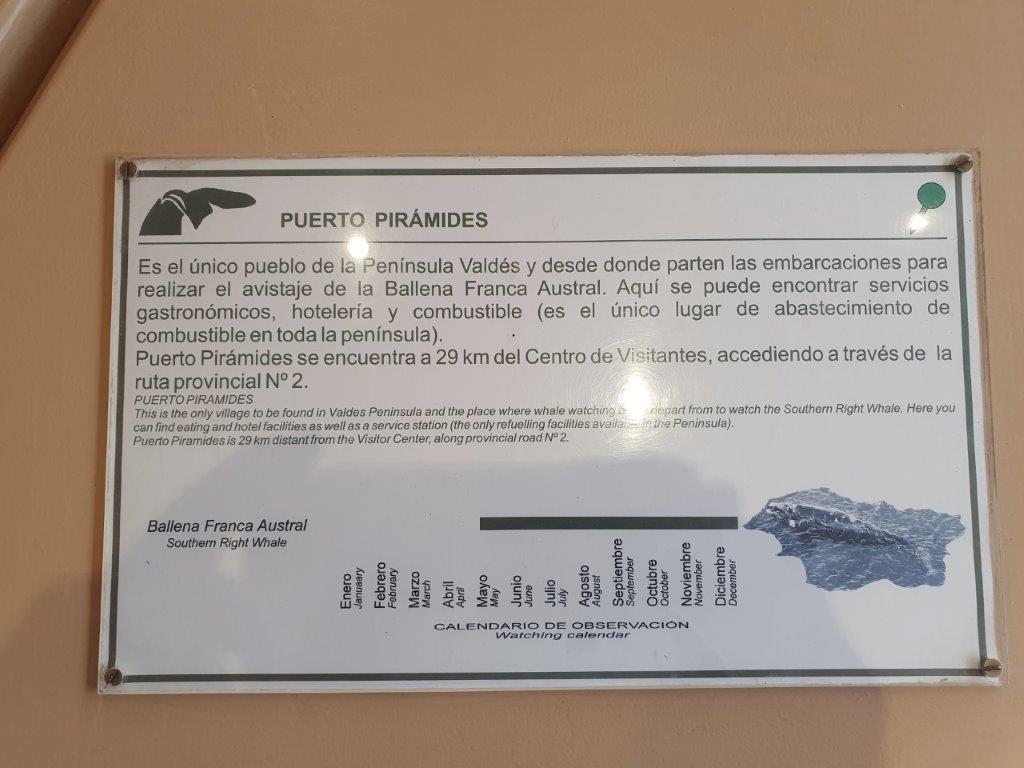 PUERTO PIRÁMIDES
Es el único pueblo de la Península Valdés y desde donde parten las embarcaciones para
realizar el avistaje de la Ballena Franca Austral. Aquí se puede encontrar servicios
gastronómicos, hotelería y combustible (es el único lugar de abastecimiento de
combustible en toda la península).
Puerto Pirámides se encuentra a 29 km del Centro de Visitantes, accediendo a través de la
ruta provincial Nº 2.
PUERTO PIRAMIDES
This is the only village to be found in Valdes Peninsula and the place where whale watching depart from to watch the Southern Right Whale. Here you
can find eating and hotel facilities as well as a service station (the only refuelling facilities available in the Peninsula).
Puerto Piramides is 29 km distant from the Visitor Center, along provincial road Nº 2.
Ballena Franca Austral
Southern Right Whale
Enero
Januaary
Febrero
February
Marzo
March
Abril
April
Mayo
May
Junio
June
Julio
July
Agosto
August
Septiembre
September
Octubre
October
Noviembre
November
Diciembre
December
CALENDARIO DE OBSERVACIÓN
Watching calendar